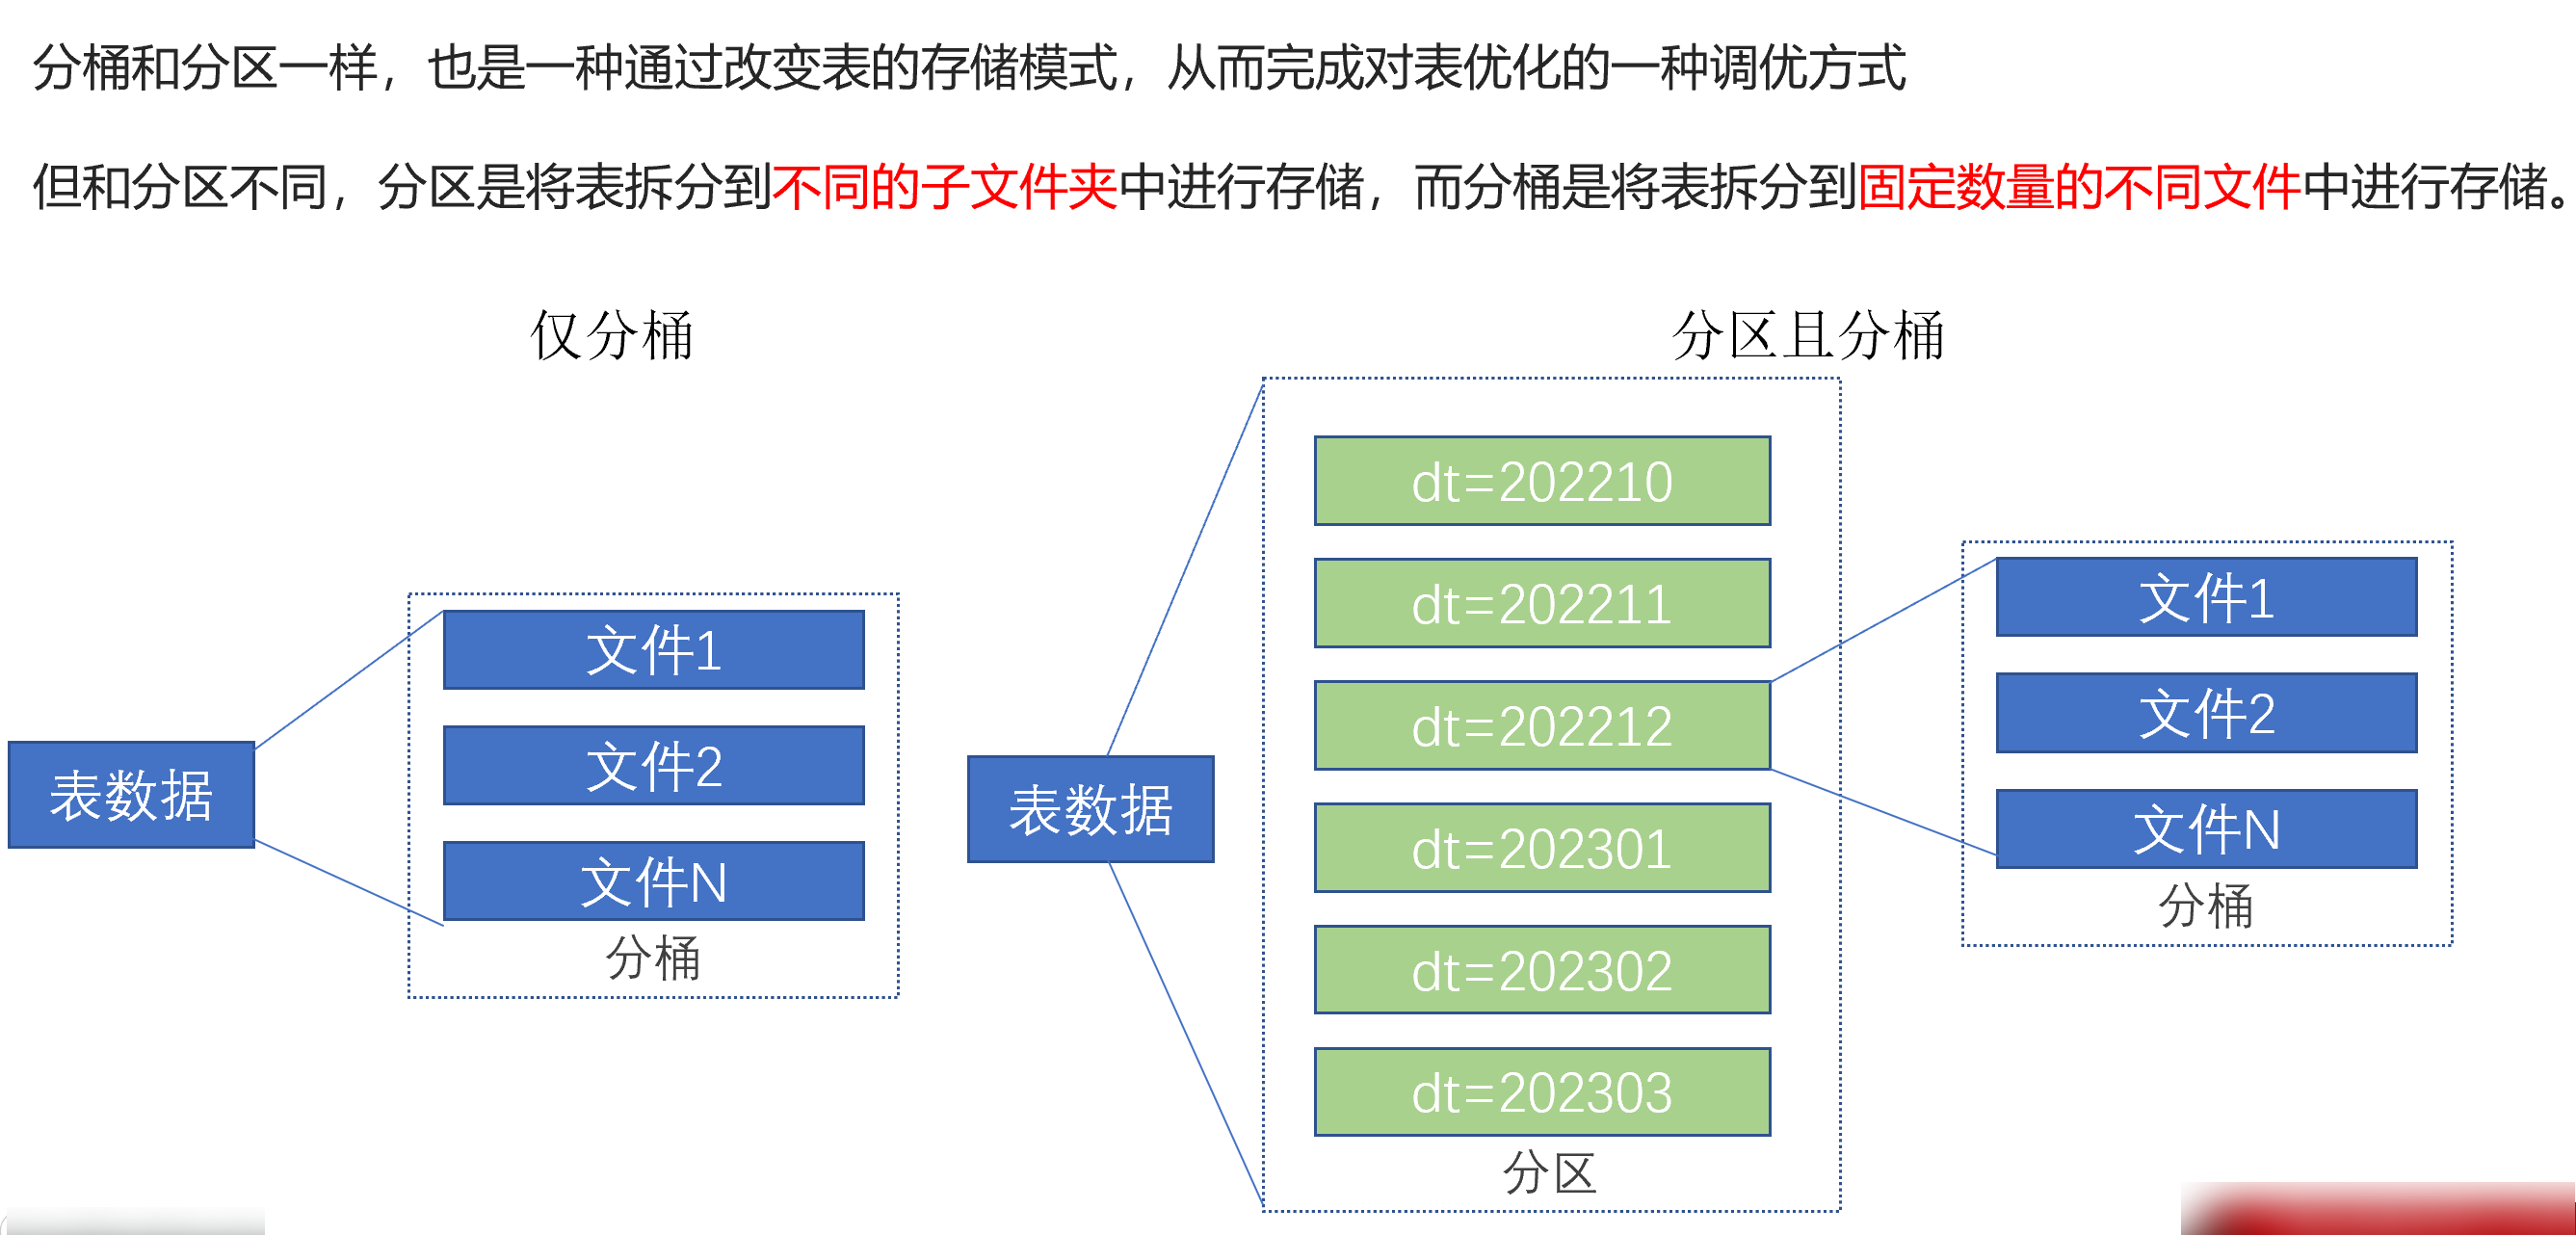 分桶和分区一样，也是一种通过改变表的存储模式，从而完成对表优化的一种调优方式
但和分区不同，分区是将表拆分到不同的子文件夹中进行存储，而分桶是将表拆分到固定数量的不同文件中进行存储。
仅分桶
表数据
文件1
文件2
文件N
分桶
分区且分桶
表数据
dt=202210
dt=202211
dt=202212
dt=202301
dt=202302
dt=202303
分区
文件1
文件2
文件N
分桶